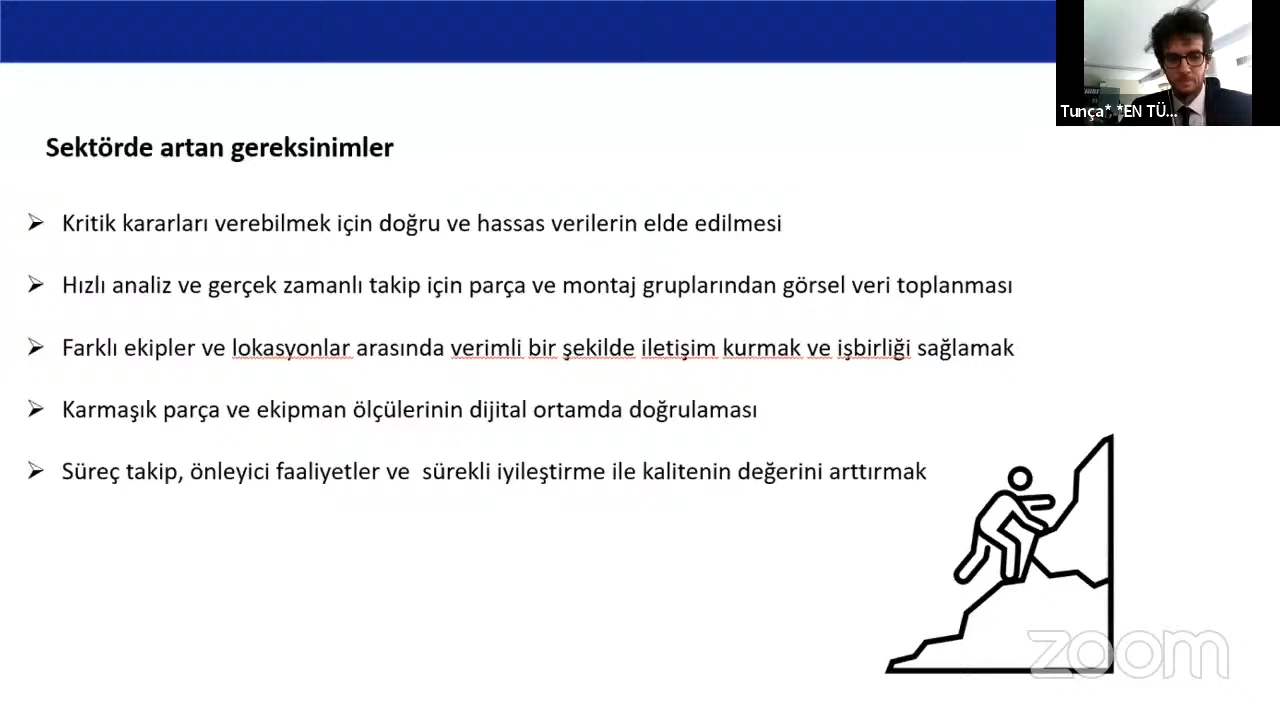 Tunça* *EN TÜ...
Sektörde artan gereksinimler
Kritik kararları verebilmek için doğru ve hassas verilerin elde edilmesi
Hızlı analiz ve gerçek zamanlı takip için parça ve montaj gruplarından görsel veri toplanması
Farklı ekipler ve lokasyonlar arasında verimli bir şekilde iletişim kurmak ve işbirliği sağlamak
Karmaşık parça ve ekipman ölçülerinin dijital ortamda doğrulaması
Süreç takip, önleyici faaliyetler ve  sürekli iyileştirme ile kalitenin değerini arttırmak
zoom